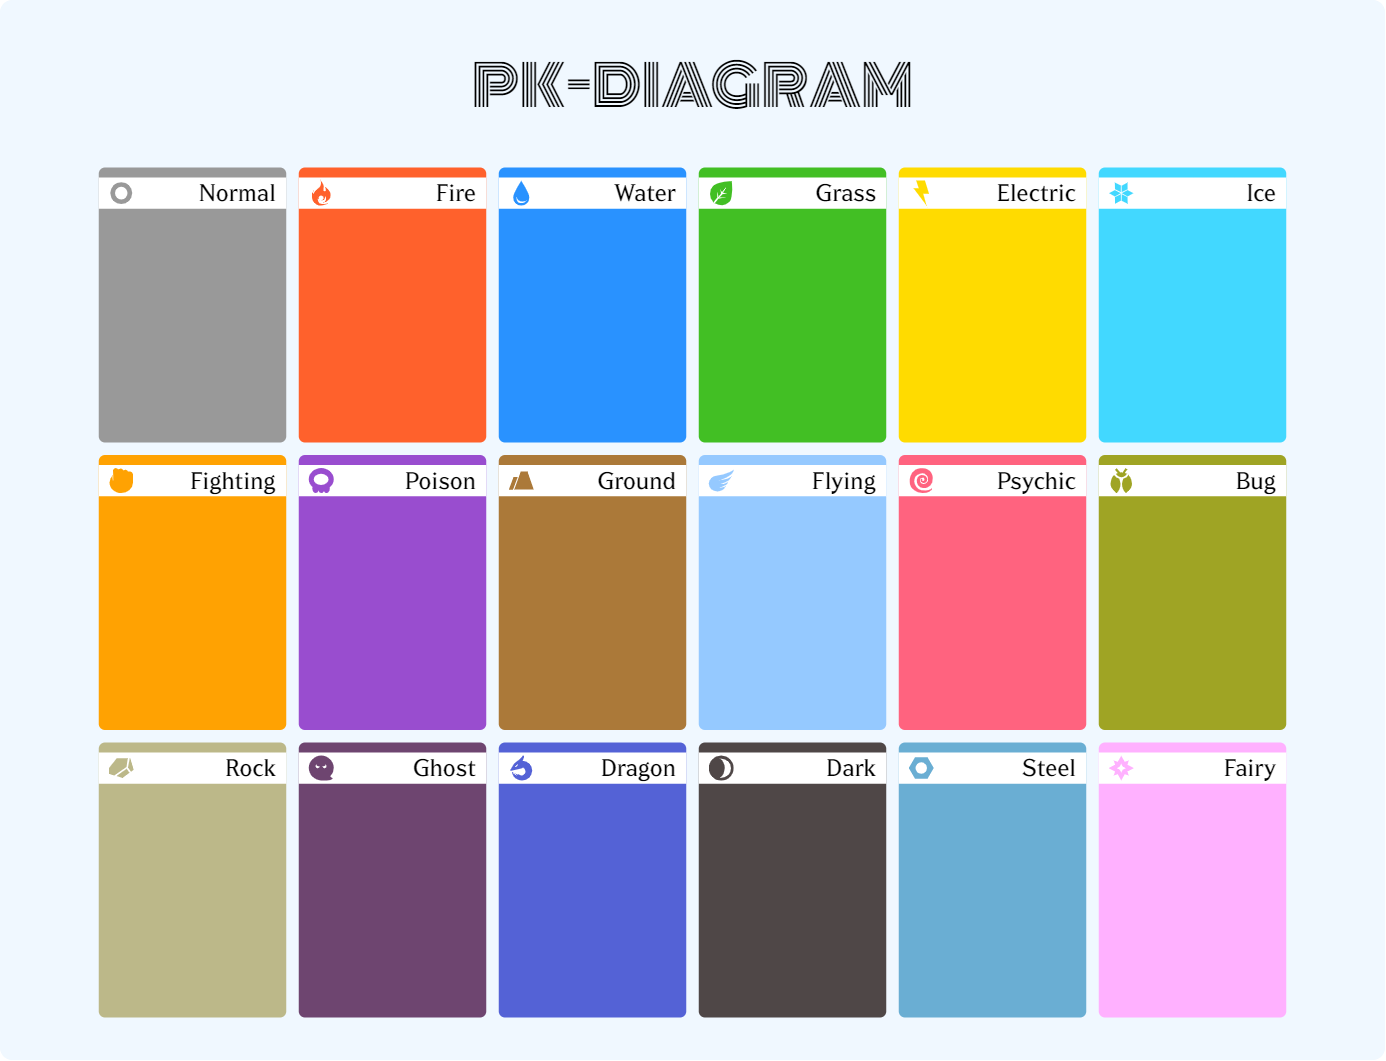 PK-DIAGRAM
Normal
Fire
Water
Grass
Electric
Ice
Fighting
Poison
Ground
Flying
Psychic
Bug
Rock
Ghost
Dragon
Dark
Steel
Fairy